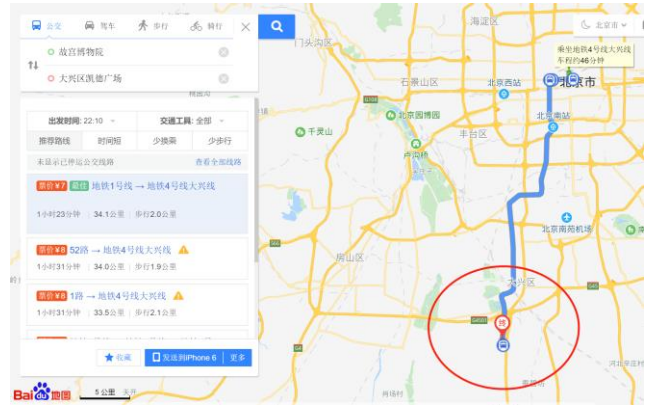 公交 驾车 步行 骑行
故宫博物院
大兴区凯德广场
出发时间: 22:10 交通工具: 全部
推荐路线 时间短 少换乘 少步行
未显示已停运公交线路 查看全部线路
票价¥7 最佳 地铁1号线 → 地铁4号线大兴线
1小时23分钟 | 34.1公里 | 步行2.0公里
票价¥8 52路 → 地铁4号线大兴线
1小时31分钟 | 34.0公里 | 步行1.9公里
票价¥8 1路 → 地铁4号线大兴线
1小时31分钟 | 33.5公里 | 步行2.1公里
收藏 发送到iPhone 6 更多
Bai du 地图
5 公里
海淀区
北京市
门头沟区
乘坐地铁4号线大兴线
车程约46分钟
石景山区
北京西站
北京市
北京园博园
北京南站
千灵山
丰台区
卢沟桥
北京南苑机场
房山区
大兴区
终